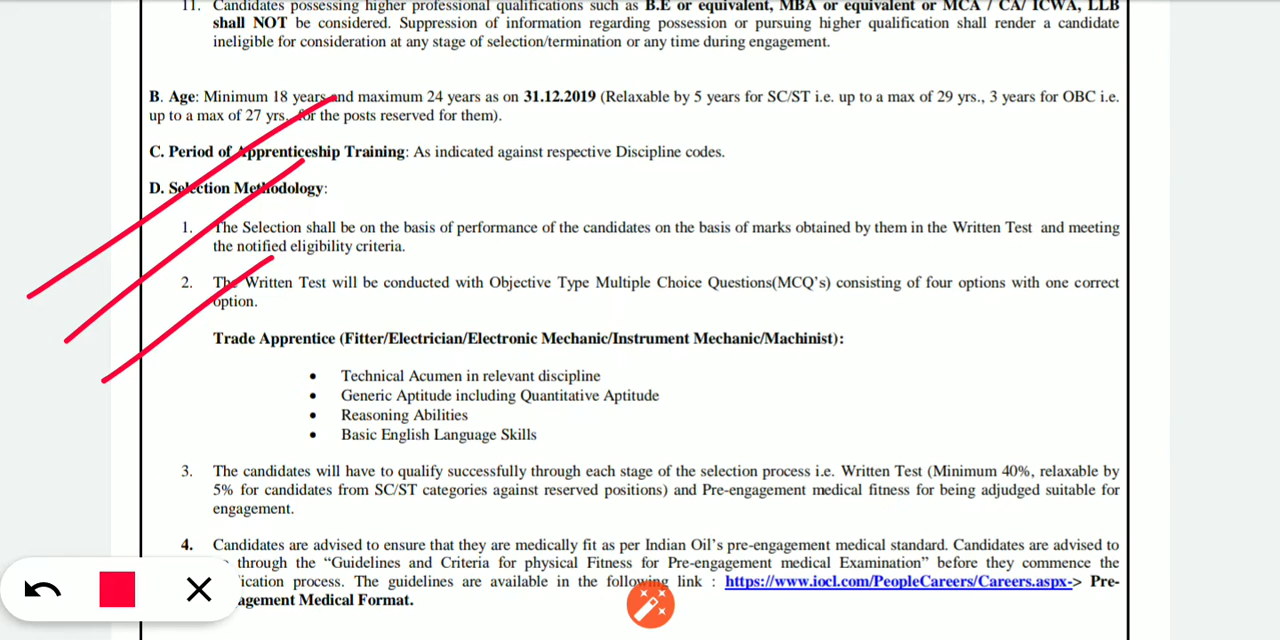 11. Candidates possessing higher professional qualifications such as B.E or equivalent, MBA or equivalent or MCA / CA/ ICWA, LLB
shall NOT be considered. Suppression of information regarding possession or pursuing higher qualification shall render a candidate
ineligible for consideration at any stage of selection/termination or any time during engagement.
B. Age: Minimum 18 years and maximum 24 years as on 31.12.2019 (Relaxable by 5 years for SC/ST i.e. up to a max of 29 yrs., 3 years for OBC i.e.
up to a max of 27 yrs. for the posts reserved for them).
C. Period of Apprenticeship Training: As indicated against respective Discipline codes.
D. Selection Methodology:
1. The Selection shall be on the basis of performance of the candidates on the basis of marks obtained by them in the Written Test and meeting
the notified eligibility criteria.
2. The Written Test will be conducted with Objective Type Multiple Choice Questions(MCQ's) consisting of four options with one correct
option.
Trade Apprentice (Fitter/Electrician/Electronic Mechanic/Instrument Mechanic/Machinist):
• Technical Acumen in relevant discipline
• Generic Aptitude including Quantitative Aptitude
• Reasoning Abilities
• Basic English Language Skills
3. The candidates will have to qualify successfully through each stage of the selection process i.e. Written Test (Minimum 40%, relaxable by
5% for candidates from SC/ST categories against reserved positions) and Pre-engagement medical fitness for being adjudged suitable for
engagement.
4. Candidates are advised to ensure that they are medically fit as per Indian Oil's pre-engagement medical standard. Candidates are advised to
through the “Guidelines and Criteria for physical Fitness for Pre-engagement medical Examination” before they commence the
ication process. The guidelines are available in the following link : https://www.iocl.com/PeopleCareers/Careers.aspx-> Pre-
agement Medical Format.